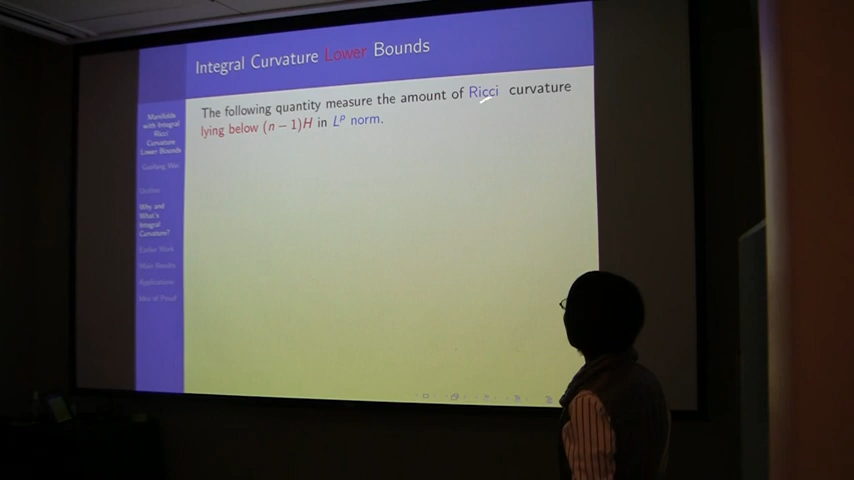 Integral Curvature Lower Bounds
The following quantity measure the amount of Ricci curvature
lying below (n − 1)H in Lᵖ norm.
Manifolds
with Integral
Ricci
Curvature
Lower Bounds
Guofang Wei
Outline
Why and
What's
Integral
Curvature?
Earlier Work
Main Results
Applications
Idea of Proof